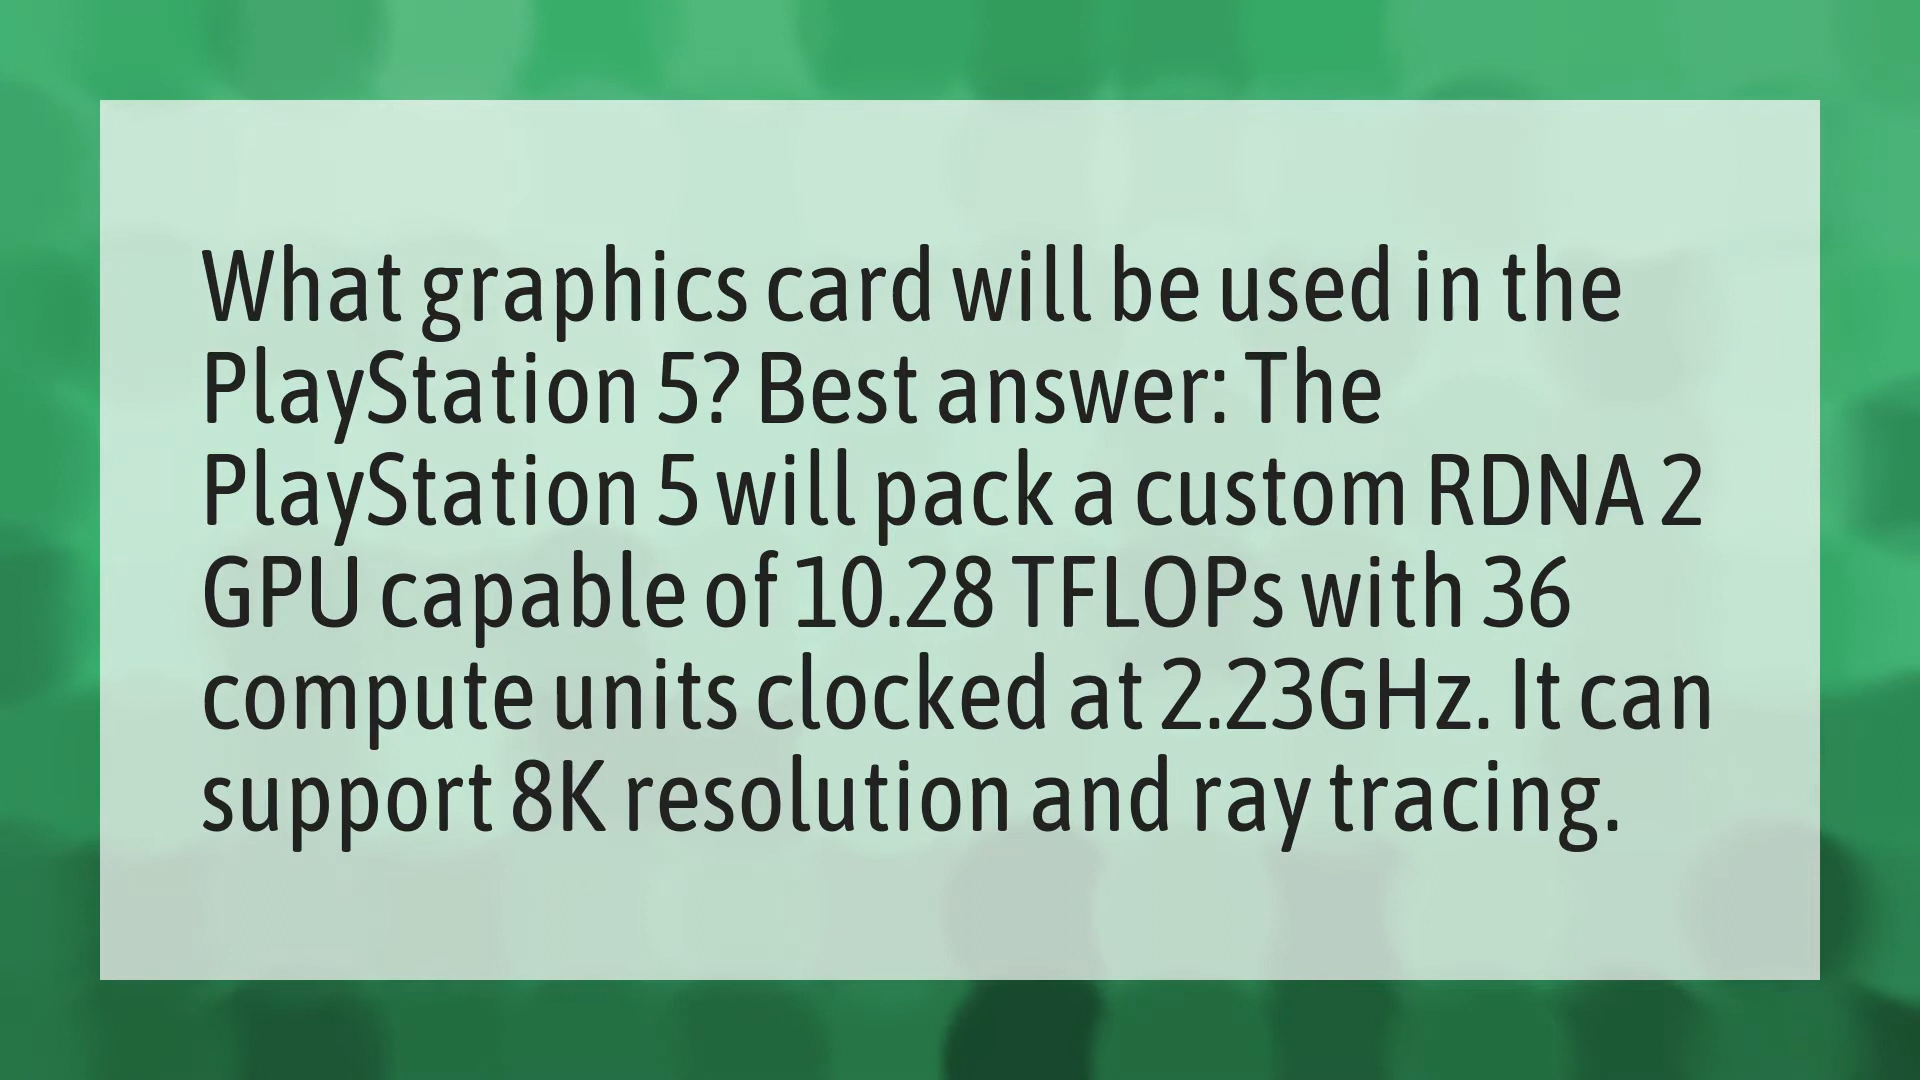 What graphics card will be used in the
PlayStation 5? Best answer: The
PlayStation 5 will pack a custom RDNA 2
GPU capable of 10.28 TFLOPs with 36
compute units clocked at 2.23GHz. It can
support 8K resolution and ray tracing.